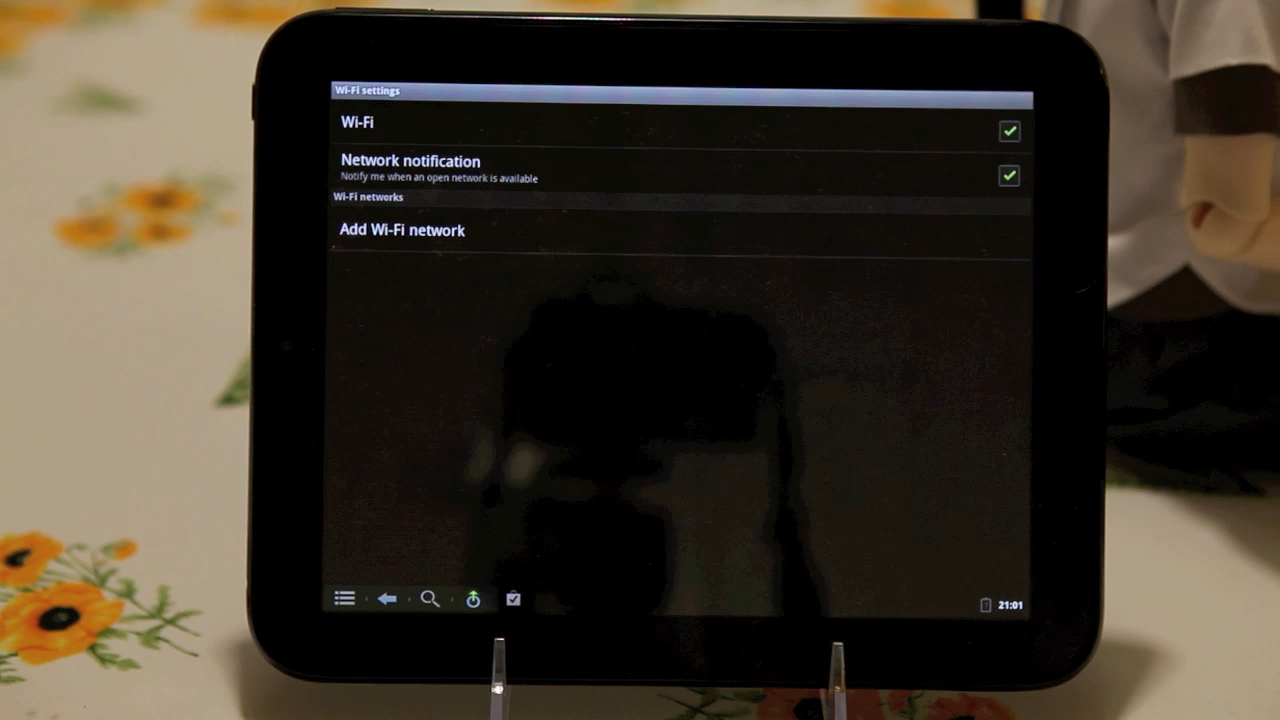 Wi-Fi settings
Wi-Fi
Network notification
Notify me when an open network is available
Wi-Fi networks
Add Wi-Fi network
21:01